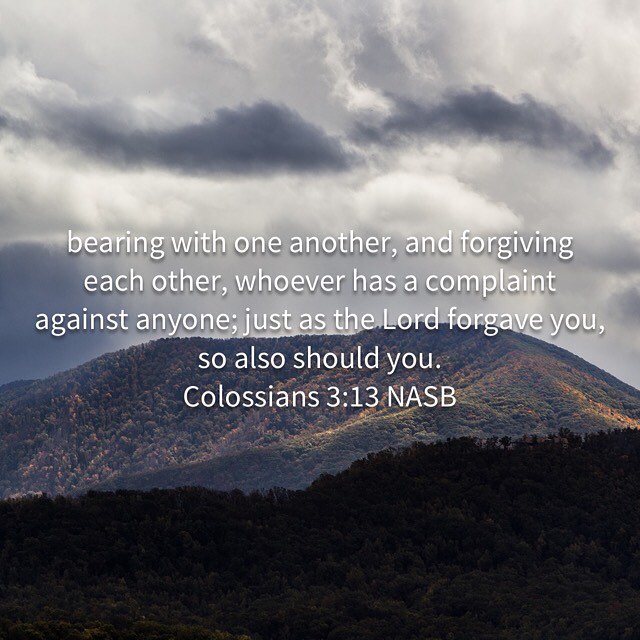 bearing with one another, and forgiving
each other, whoever has a complaint
against anyone; just as the Lord forgave you,
so also should you.
Colossians 3:13 NASB